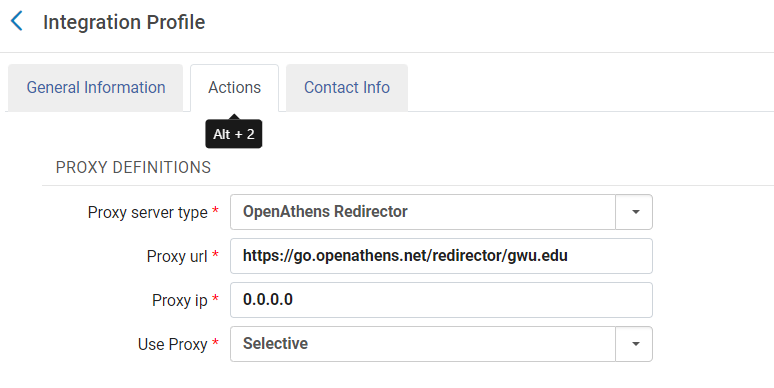 Integration Profile
General Information
Actions
Contact Info
Alt + 2
PROXY DEFINITIONS
Proxy server type * OpenAthens Redirector
Proxy url * https://go.openathens.net/redirector/gwu.edu
Proxy ip * 0.0.0.0
Use Proxy * Selective